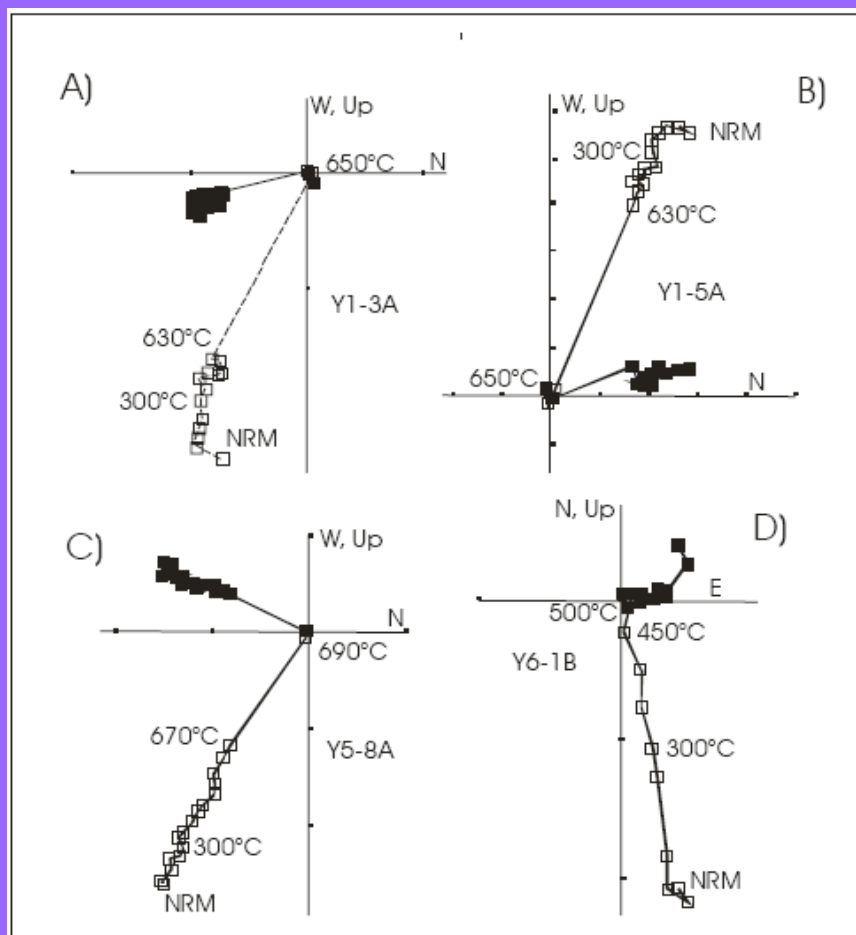 A)
W, Up
650°C
N
Y1-3A
630°C
300°C
NRM
B)
W, Up
NRM
300°C
630°C
Y1-5A
650°C
N
C)
W, Up
N
690°C
670°C
Y5-8A
300°C
NRM
D)
N, Up
E
500°C
450°C
Y6-1B
300°C
NRM